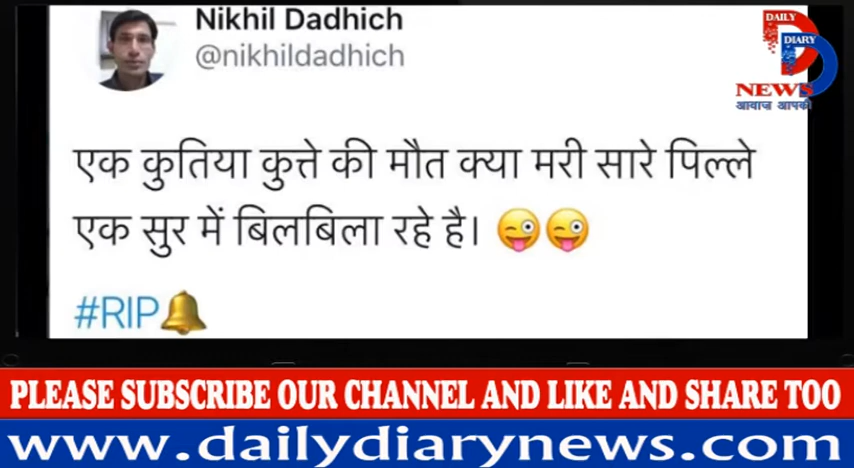 Nikhil Dadhich
@nikhildadhich
DAILY
DIARY
NEWS
आवाज आपकी
एक कुतिया कुत्ते की मौत क्या मरी सारे पिल्ले
एक सुर में बिलबिला रहे है। 😜😜
#RIP🔔
PLEASE SUBSCRIBE OUR CHANNEL AND LIKE AND SHARE TOO
www.dailydiarynews.com